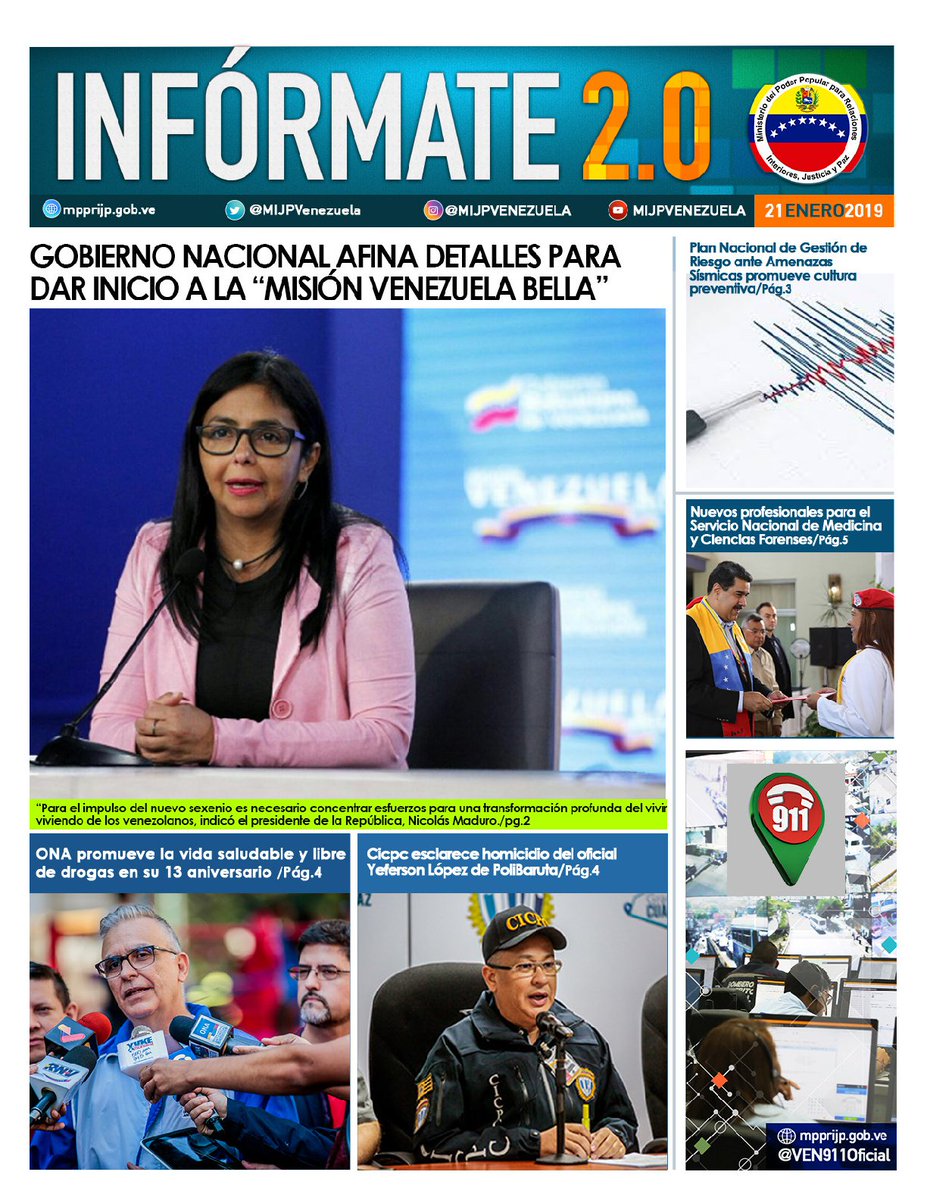 INFÓRMATE 2.0
Ministerio del Poder Popular para Relaciones
Interiores, Justicia y Paz
mpprijp.gob.ve
@MIJPVenezuela
@MIJPVENEZUELA
MIJPVENEZUELA
21ENERO2019
GOBIERNO NACIONAL AFINA DETALLES PARA
DAR INICIO A LA “MISIÓN VENEZUELA BELLA”
VENEZUELA
“Para el impulso del nuevo sexenio es necesario concentrar esfuerzos para una transformación profunda del vivir
viviendo de los venezolanos, indicó el presidente de la República, Nicolás Maduro./pg.2
Plan Nacional de Gestión de
Riesgo ante Amenazas
Sísmicas promueve cultura
preventiva/Pág.3
Nuevos profesionales para el
Servicio Nacional de Medicina
y Ciencias Forenses/Pág.5
ONA promueve la vida saludable y libre
de drogas en su 13 aniversario /Pág.4
RNV
XUKE
ONA
Cicpc esclarece homicidio del oficial
Yeferson López de PoliBaruta/Pág.4
CICPC
CICPC
911
BOMBERO
mpprijp.gob.ve
@VEN911Oficial